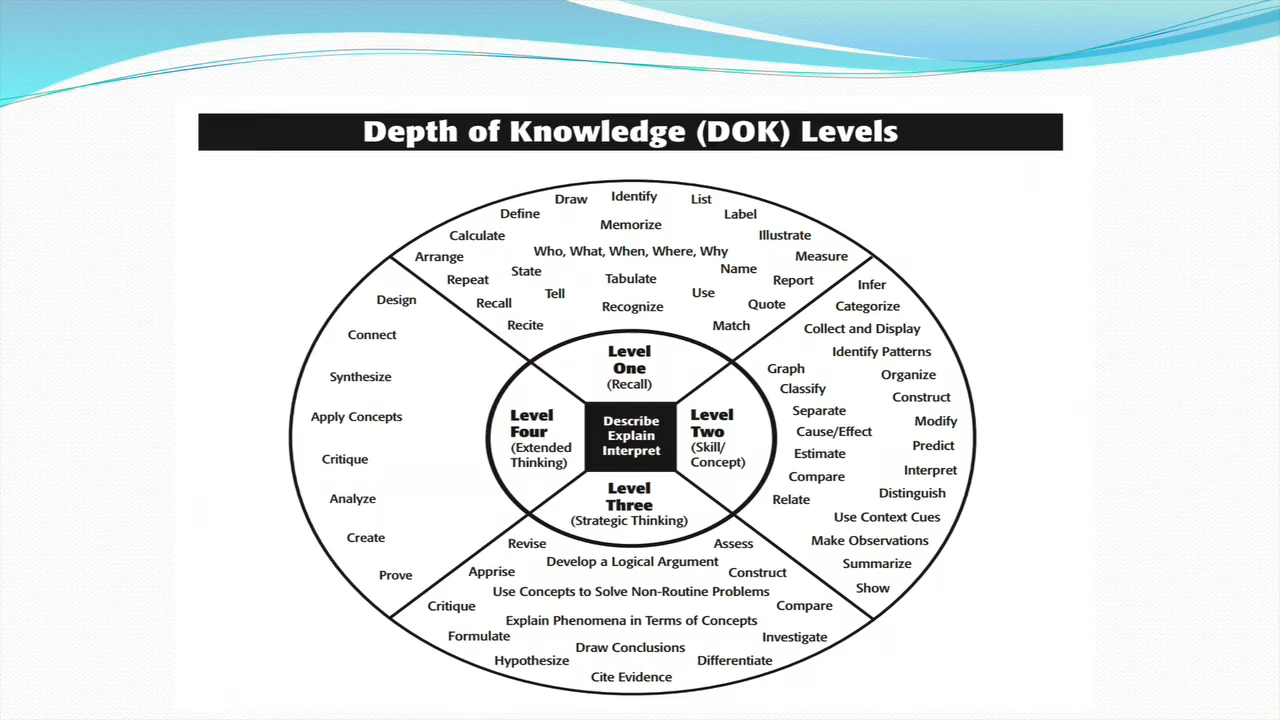 Depth of Knowledge (DOK) Levels
Draw
Identify
List
Define
Label
Memorize
Calculate
Illustrate
Arrange
Who, What, When, Where, Why
Measure
Repeat
State
Tabulate
Name
Report
Tell
Use
Recall
Recognize
Quote
Recite
Match
Level
One
(Recall)
Infer
Categorize
Collect and Display
Identify Patterns
Graph
Organize
Classify
Construct
Separate
Modify
Cause/Effect
Predict
Estimate
Interpret
Compare
Distinguish
Relate
Use Context Cues
Make Observations
Summarize
Show
Level
Two
(Skill/
Concept)
Describe
Explain
Interpret
Level
Three
(Strategic Thinking)
Revise
Assess
Develop a Logical Argument
Apprise
Construct
Use Concepts to Solve Non-Routine Problems
Critique
Compare
Explain Phenomena in Terms of Concepts
Formulate
Investigate
Draw Conclusions
Hypothesize
Differentiate
Cite Evidence
Level
Four
(Extended
Thinking)
Design
Connect
Synthesize
Apply Concepts
Critique
Analyze
Create
Prove